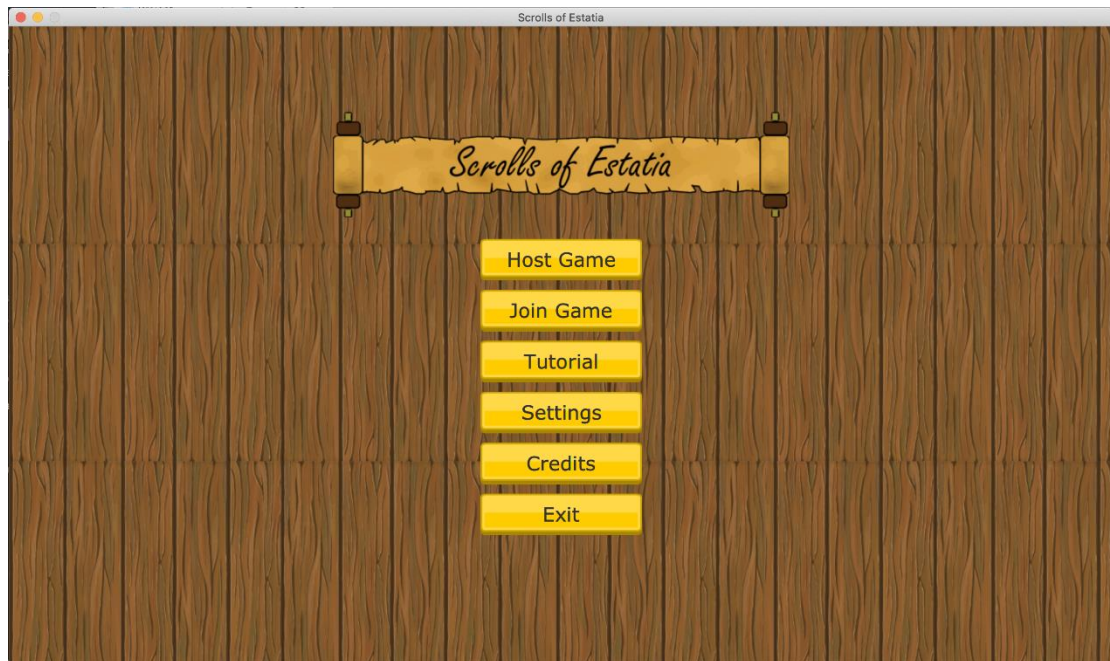 Scrolls of Estatia
Scrolls of Estatia
Host Game
Join Game
Tutorial
Settings
Credits
Exit